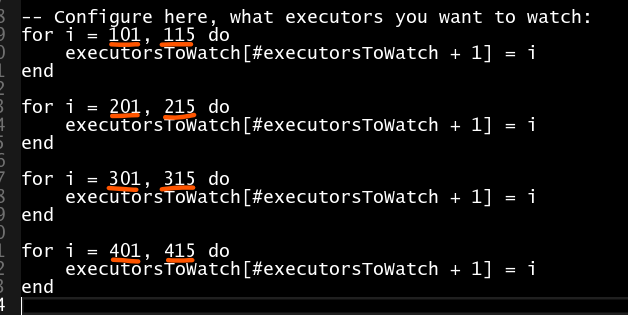 -- Configure here, what executors you want to watch:
for i = 101, 115 do
    executorsToWatch[#executorsToWatch + 1] = i
end
for i = 201, 215 do
    executorsToWatch[#executorsToWatch + 1] = i
end
for i = 301, 315 do
    executorsToWatch[#executorsToWatch + 1] = i
end
for i = 401, 415 do
    executorsToWatch[#executorsToWatch + 1] = i
end